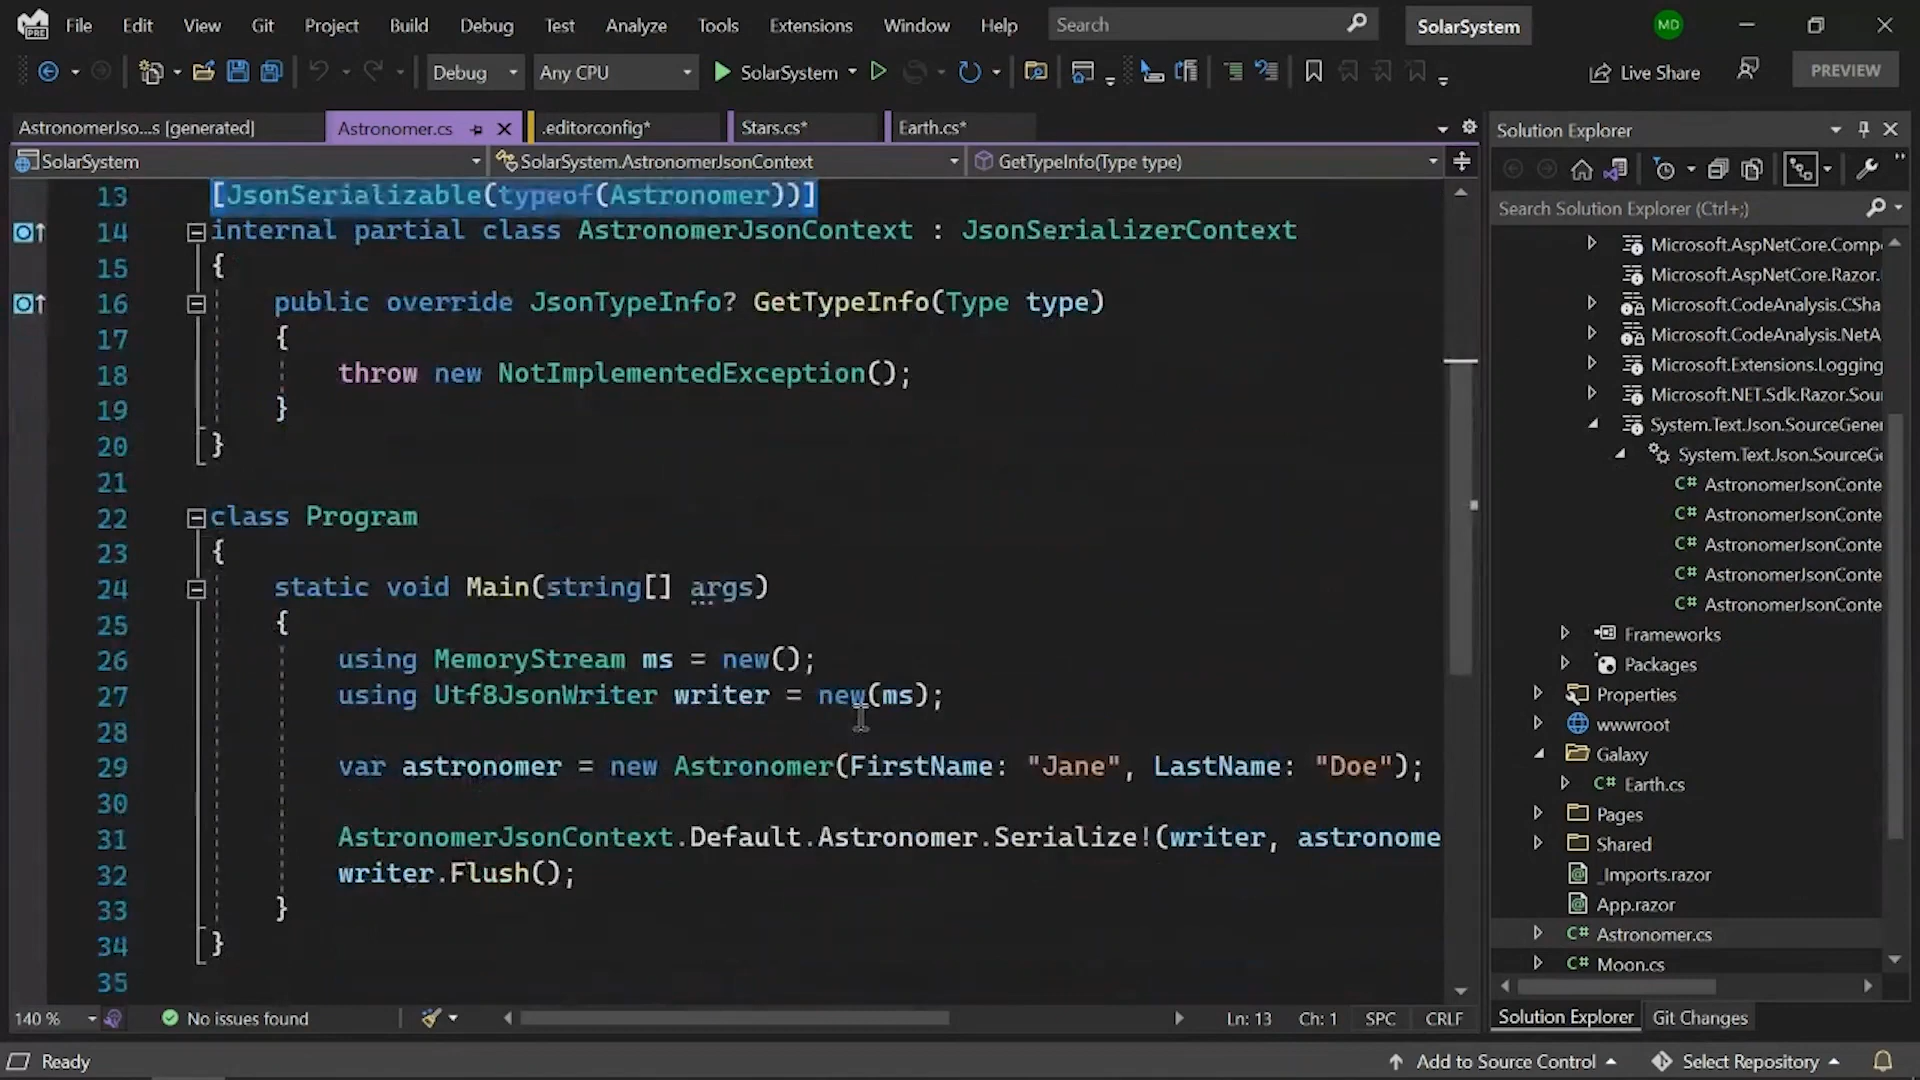 File Edit View Git Project Build Debug Test Analyze Tools Extensions Window Help Search SolarSystem MD
PRE
Debug Any CPU SolarSystem Live Share PREVIEW
AstronomerJso...s [generated] Astronomer.cs .editorconfig* Stars.cs* Earth.cs*
SolarSystem SolarSystem.AstronomerJsonContext GetTypeInfo(Type type)
13 [JsonSerializable(typeof(Astronomer))]
14 internal partial class AstronomerJsonContext : JsonSerializerContext
15 {
16 public override JsonTypeInfo? GetTypeInfo(Type type)
17 {
18 throw new NotImplementedException();
19 }
20 }
21
22 class Program
23 {
24 static void Main(string[] args)
25 {
26 using MemoryStream ms = new();
27 using Utf8JsonWriter writer = new(ms);
28
29 var astronomer = new Astronomer(FirstName: "Jane", LastName: "Doe");
30
31 AstronomerJsonContext.Default.Astronomer.Serialize!(writer, astronome
32 writer.Flush();
33 }
34 }
35
140 % No issues found Ln: 13 Ch: 1 SPC CRLF
Solution Explorer
Search Solution Explorer (Ctrl+;)
Microsoft.AspNetCore.Compo
Microsoft.AspNetCore.Razor.
Microsoft.CodeAnalysis.CSha
Microsoft.CodeAnalysis.NetA
Microsoft.Extensions.Logging
Microsoft.NET.Sdk.Razor.Sour
System.Text.Json.SourceGener
System.Text.Json.SourceGe
C# AstronomerJsonConte
C# AstronomerJsonConte
C# AstronomerJsonConte
C# AstronomerJsonConte
C# AstronomerJsonConte
Frameworks
Packages
Properties
wwwroot
Galaxy
C# Earth.cs
Pages
Shared
_Imports.razor
App.razor
C# Astronomer.cs
C# Moon.cs
Solution Explorer Git Changes
Ready Add to Source Control Select Repository